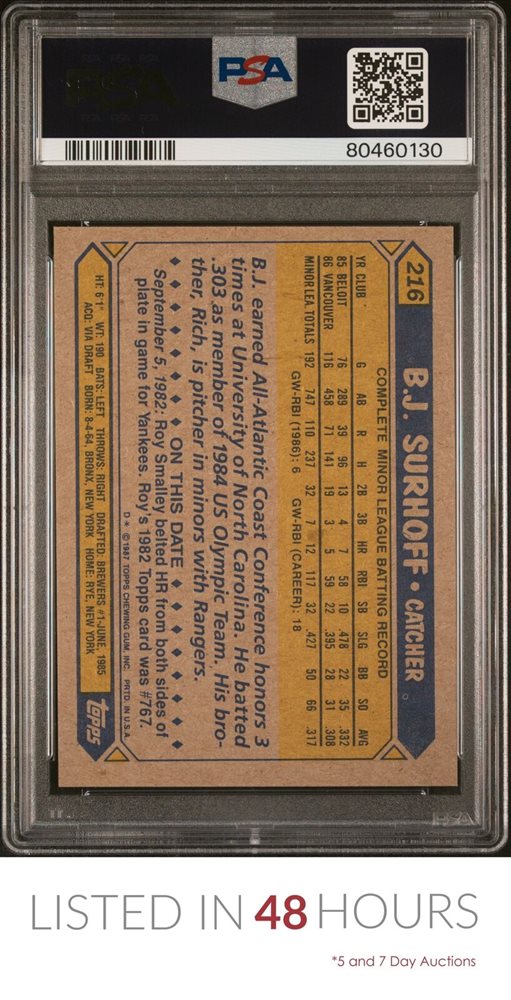 PSA
80460130
216
B.J. SURHOFF • CATCHER
COMPLETE MINOR LEAGUE BATTING RECORD
YR CLUB G AB R H 2B 3B HR RBI SB SLG BB SO AVG
85 BELOIT 76 289 39 96 13 4 7 58 10 .478 22 35 .332
86 VANCOUVER 116 458 71 141 19 3 5 59 22 .395 28 31 .308
MINOR LEA TOTALS 192 747 110 237 32 7 12 117 32 .427 50 66 .317
GW-RBI (1986): 6 GW-RBI (CAREER): 18
B.J. earned All-Atlantic Coast Conference honors 3
times at University of North Carolina. He batted
.303 as member of 1984 US Olympic Team. His bro-
ther, Rich, is pitcher in minors with Rangers.
♦ ♦ ♦ ♦ ♦ ♦ ON THIS DATE ♦ ♦ ♦ ♦ ♦ ♦
September 5, 1982: Roy Smalley belted HR from both sides of
plate in game for Yankees. Roy's 1982 Topps card was #767.
D* © 1987 TOPPS CHEWING GUM, INC. PRTD. IN U.S.A.
HT: 6'1" WT: 190 BATS: LEFT THROWS: RIGHT DRAFTED: BREWERS #1-JUNE, 1985
ACQ: VIA DRAFT BORN: 8-4-64, BRONX, NEW YORK HOME: RYE, NEW YORK
topps
PSA
LISTED IN 48 HOURS
*5 and 7 Day Auctions